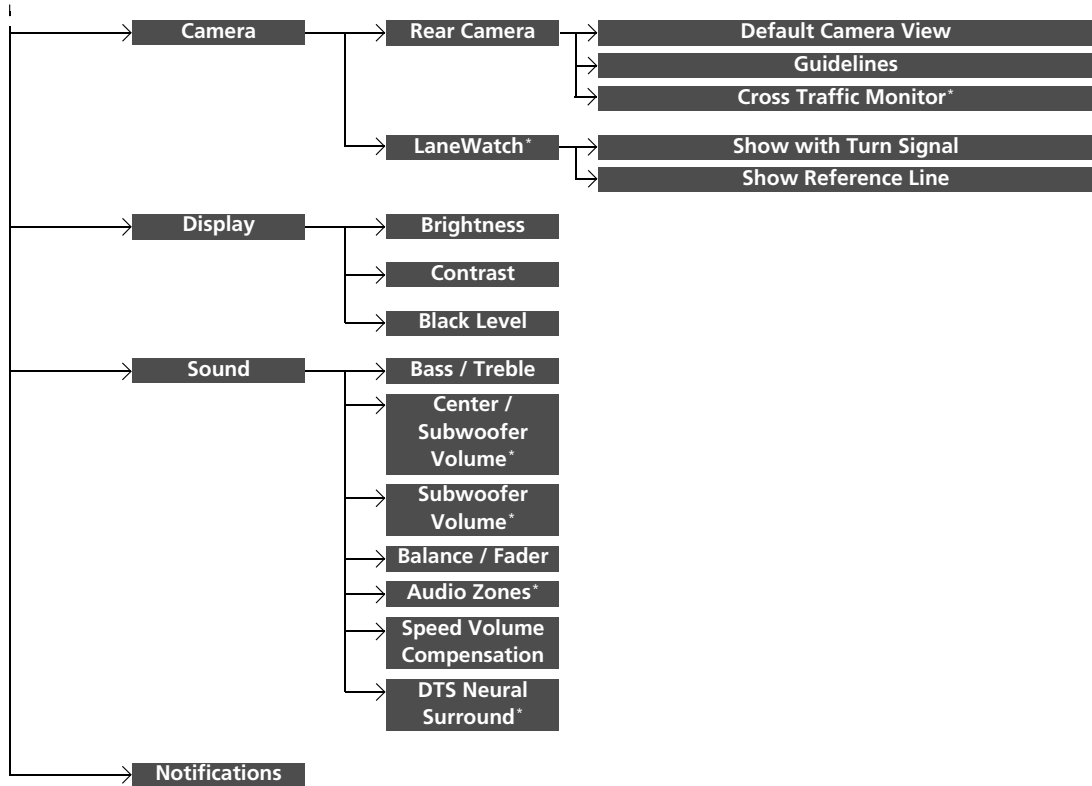 Camera
Rear Camera
Default Camera View
Guidelines
Cross Traffic Monitor*
LaneWatch*
Show with Turn Signal
Show Reference Line
Display
Brightness
Contrast
Black Level
Sound
Bass / Treble
Center /
Subwoofer
Volume*
Subwoofer
Volume*
Balance / Fader
Audio Zones*
Speed Volume
Compensation
DTS Neural
Surround*
Notifications